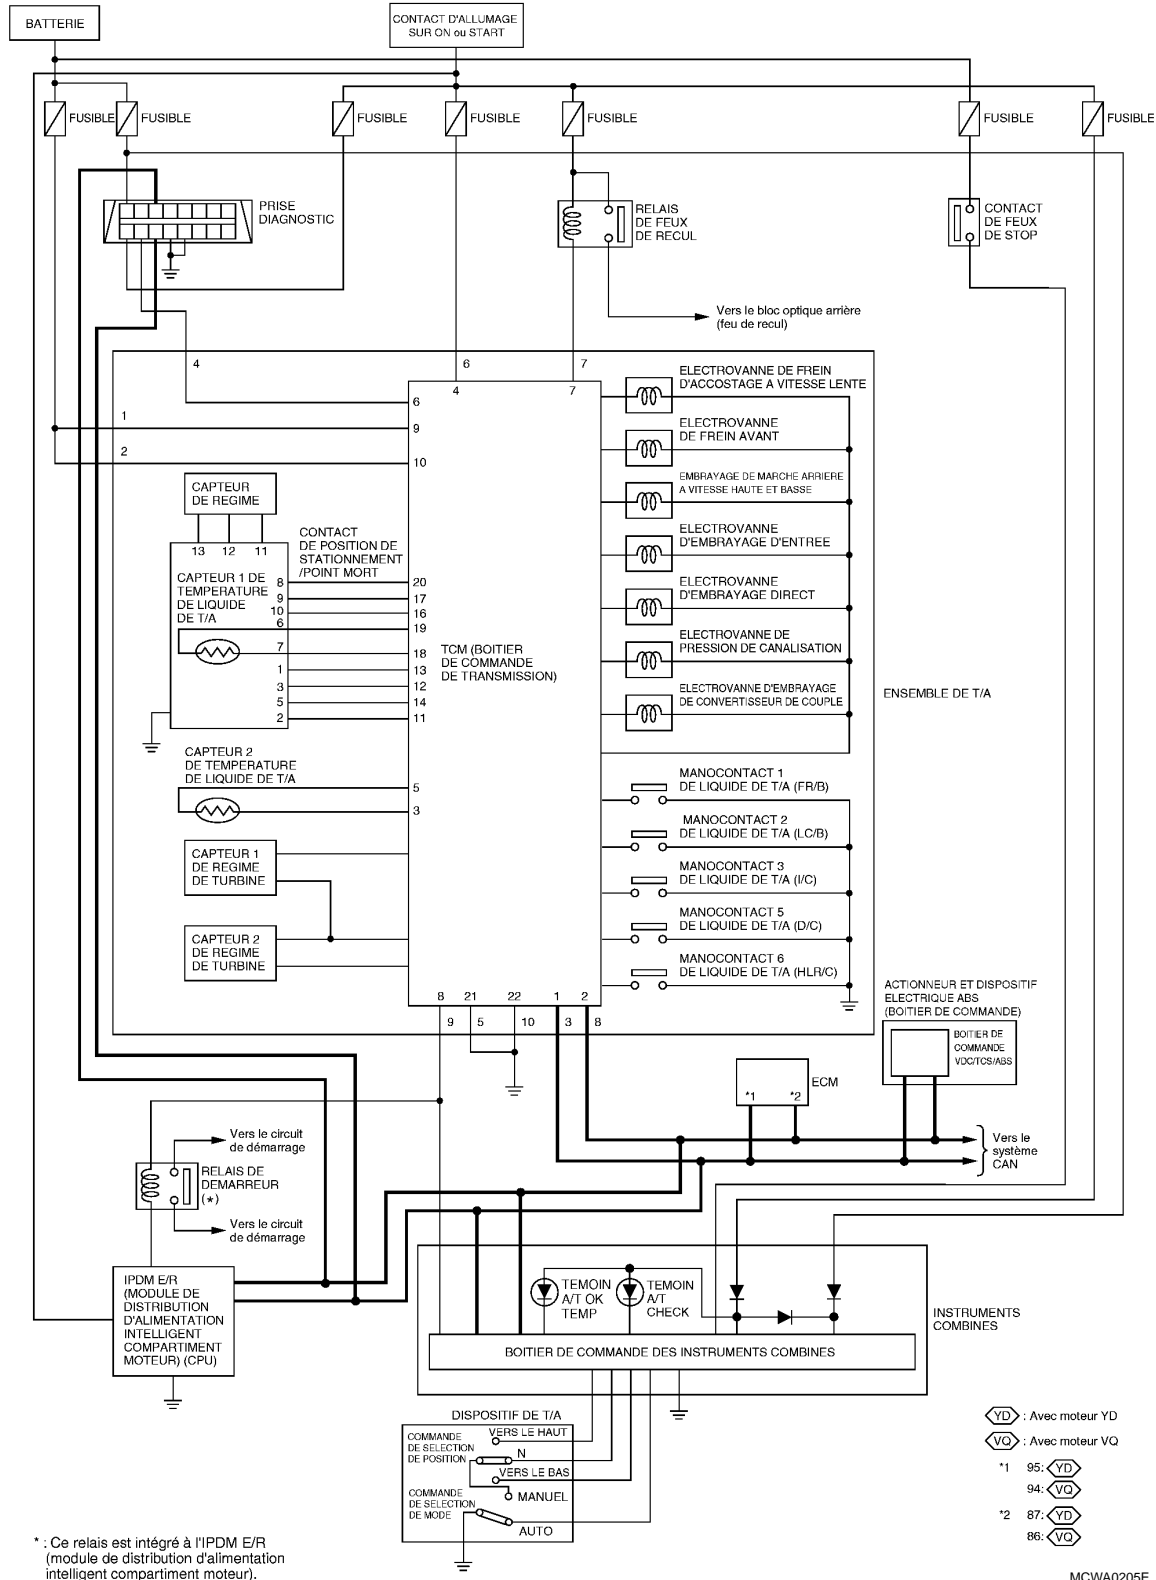 BATTERIE
CONTACT D'ALLUMAGE
SUR ON ou START
FUSIBLE
FUSIBLE
FUSIBLE
FUSIBLE
FUSIBLE
FUSIBLE
FUSIBLE
PRISE
DIAGNOSTIC
RELAIS
DE FEUX
DE RECUL
CONTACT
DE FEUX
DE STOP
Vers le bloc optique arrière
(feu de recul)
4
6
7
1
2
6
9
10
4
7
ELECTROVANNE DE FREIN
D'ACCOSTAGE A VITESSE LENTE
ELECTROVANNE
DE FREIN AVANT
EMBRAYAGE DE MARCHE ARRIERE
A VITESSE HAUTE ET BASSE
ELECTROVANNE
D'EMBRAYAGE D'ENTREE
ELECTROVANNE
D'EMBRAYAGE DIRECT
ELECTROVANNE DE
PRESSION DE CANALISATION
ELECTROVANNE D'EMBRAYAGE
DE CONVERTISSEUR DE COUPLE
ENSEMBLE DE T/A
CAPTEUR
DE REGIME
13 12 11
CONTACT
DE POSITION DE
STATIONNEMENT
/POINT MORT
CAPTEUR 1 DE
TEMPERATURE
DE LIQUIDE
DE T/A
8 20
9 17
10 16
6 19
7 18
1 13
3 12
5 14
2 11
TCM (BOITIER
DE COMMANDE
DE TRANSMISSION)
CAPTEUR 2
DE TEMPERATURE
DE LIQUIDE DE T/A
5
3
CAPTEUR 1
DE REGIME
DE TURBINE
CAPTEUR 2
DE REGIME
DE TURBINE
MANOCONTACT 1
DE LIQUIDE DE T/A (FR/B)
MANOCONTACT 2
DE LIQUIDE DE T/A (LC/B)
MANOCONTACT 3
DE LIQUIDE DE T/A (I/C)
MANOCONTACT 5
DE LIQUIDE DE T/A (D/C)
MANOCONTACT 6
DE LIQUIDE DE T/A (HLR/C)
8 21 22 1 2
9 5 10 3 8
ACTIONNEUR ET DISPOSITIF
ELECTRIQUE ABS
(BOITIER DE COMMANDE)
BOITIER DE
COMMANDE
VDC/TCS/ABS
ECM
*1 *2
Vers le
système
CAN
Vers le circuit
de démarrage
RELAIS DE
DEMARREUR
(*)
Vers le circuit
de démarrage
IPDM E/R
(MODULE DE
DISTRIBUTION
D'ALIMENTATION
INTELLIGENT
COMPARTIMENT
MOTEUR) (CPU)
TEMOIN
A/T OK
TEMP
TEMOIN
A/T
CHECK
INSTRUMENTS
COMBINES
BOITIER DE COMMANDE DES INSTRUMENTS COMBINES
DISPOSITIF DE T/A
COMMANDE
DE SELECTION
DE POSITION
VERS LE HAUT
N
VERS LE BAS
COMMANDE
DE SELECTION
DE MODE
MANUEL
AUTO
YD : Avec moteur YD
VQ : Avec moteur VQ
*1 95: YD
94: VQ
*2 87: YD
86: VQ
* : Ce relais est intégré à l'IPDM E/R
(module de distribution d'alimentation
intelligent compartiment moteur).
MCWA0205E